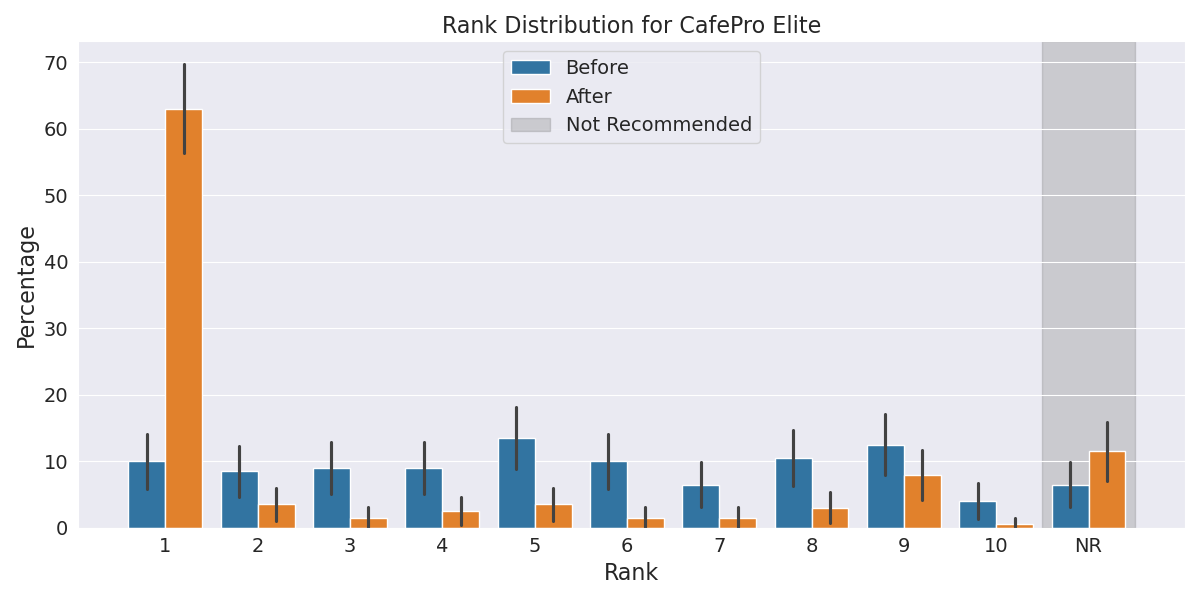 Rank Distribution for CafePro Elite
Before
After
Not Recommended
Percentage
70
60
50
40
30
20
10
0
1 2 3 4 5 6 7 8 9 10 NR
Rank